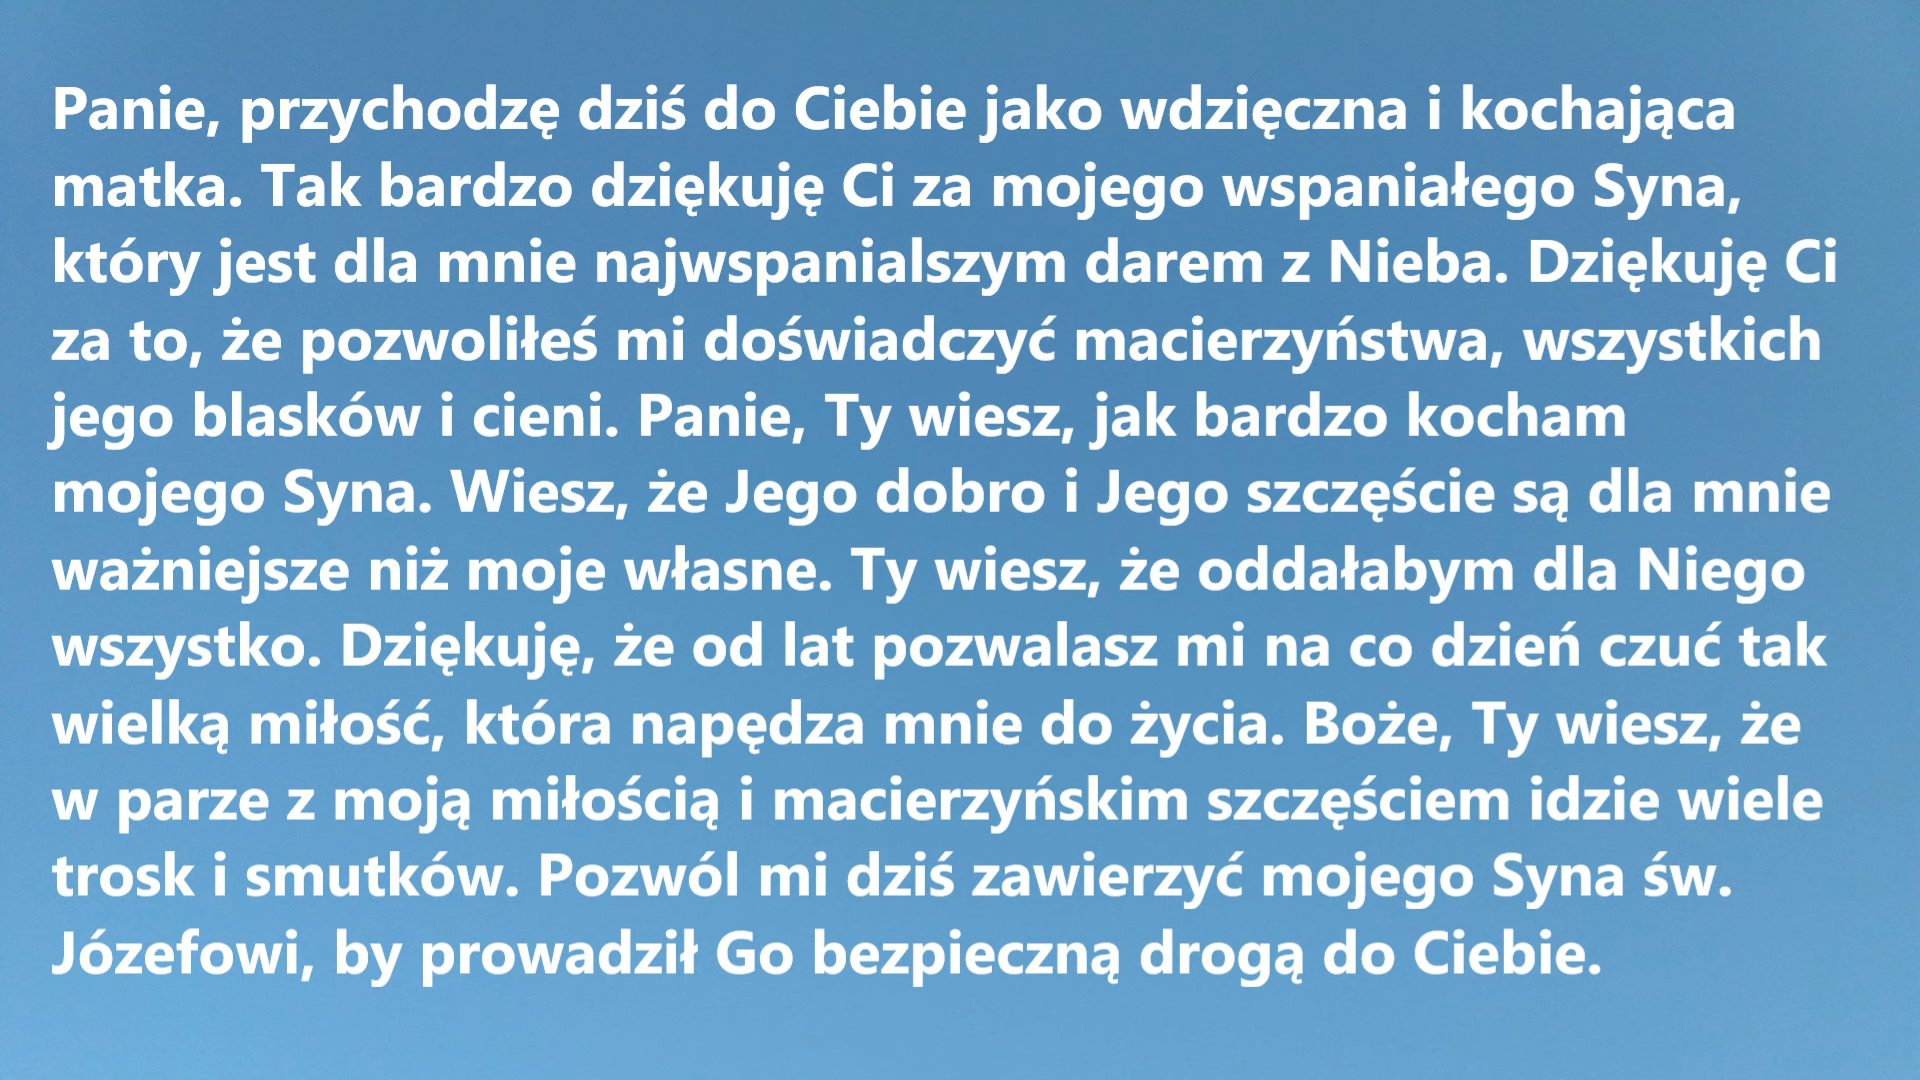 Panie, przychodzę dziś do Ciebie jako wdzięczna i kochająca
matka. Tak bardzo dziękuję Ci za mojego wspaniałego Syna,
który jest dla mnie najwspanialszym darem z Nieba. Dziękuję Ci
za to, że pozwoliłeś mi doświadczyć macierzyństwa, wszystkich
jego blasków i cieni. Panie, Ty wiesz, jak bardzo kocham
mojego Syna. Wiesz, że Jego dobro i Jego szczęście są dla mnie
ważniejsze niż moje własne. Ty wiesz, że oddałabym dla Niego
wszystko. Dziękuję, że od lat pozwalasz mi na co dzień czuć tak
wielką miłość, która napędza mnie do życia. Boże, Ty wiesz, że
w parze z moją miłością i macierzyńskim szczęściem idzie wiele
trosk i smutków. Pozwól mi dziś zawierzyć mojego Syna św.
Józefowi, by prowadził Go bezpieczną drogą do Ciebie.